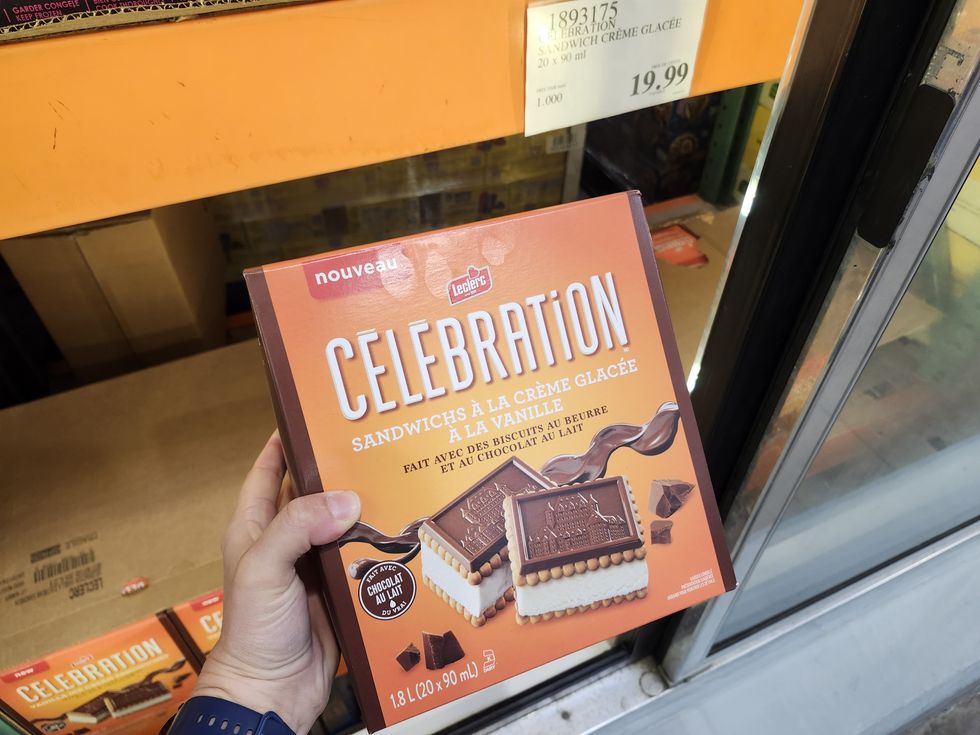 GARDER CONGELÉ
KEEP FROZEN
1893175
CELEBRATION
SANDWICH CRÈME GLACÉE
20 x 90 ml
19.99
1.000
nouveau
Leclerc
CÉLÉBRATiON
SANDWICHS À LA CRÈME GLACÉE
À LA VANILLE
FAIT AVEC DES BISCUITS AU BEURRE
ET AU CHOCOLAT AU LAIT
FAIT AVEC
CHOCOLAT
AU LAIT
DU VRAI
1.8 L (20 x 90 mL)
LECLERC
new
CELEBRATiON